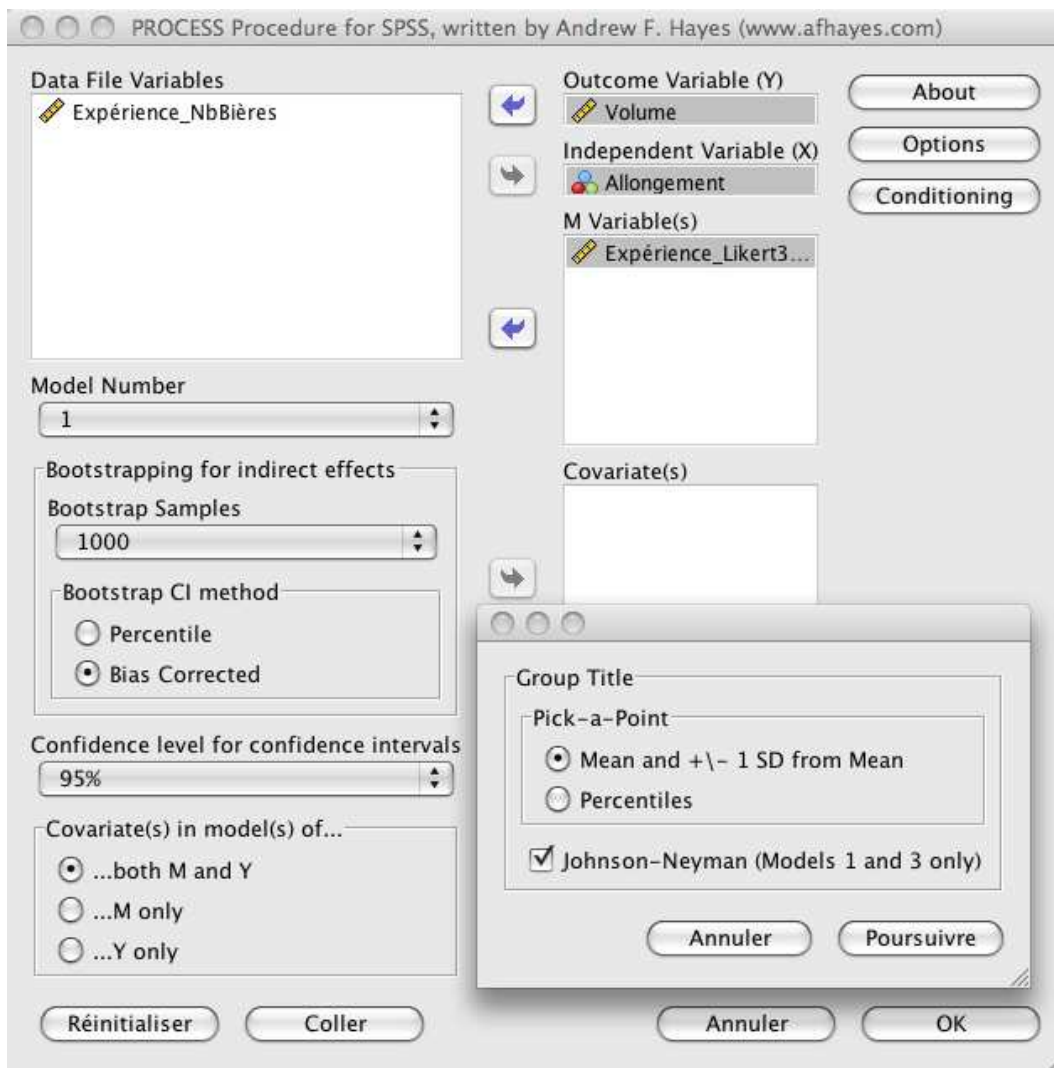 PROCESS Procedure for SPSS, written by Andrew F. Hayes (www.afhayes.com)
Data File Variables
Expérience_NbBières
Outcome Variable (Y)
Volume
Independent Variable (X)
Allongement
M Variable(s)
Expérience_Likert3...
About
Options
Conditioning
Model Number
1
Bootstrapping for indirect effects
Bootstrap Samples
1000
Bootstrap CI method
Percentile
Bias Corrected
Covariate(s)
Confidence level for confidence intervals
95%
Covariate(s) in model(s) of...
...both M and Y
...M only
...Y only
Group Title
Pick-a-Point
Mean and +\- 1 SD from Mean
Percentiles
Johnson-Neyman (Models 1 and 3 only)
Annuler
Poursuivre
Réinitialiser
Coller
Annuler
OK